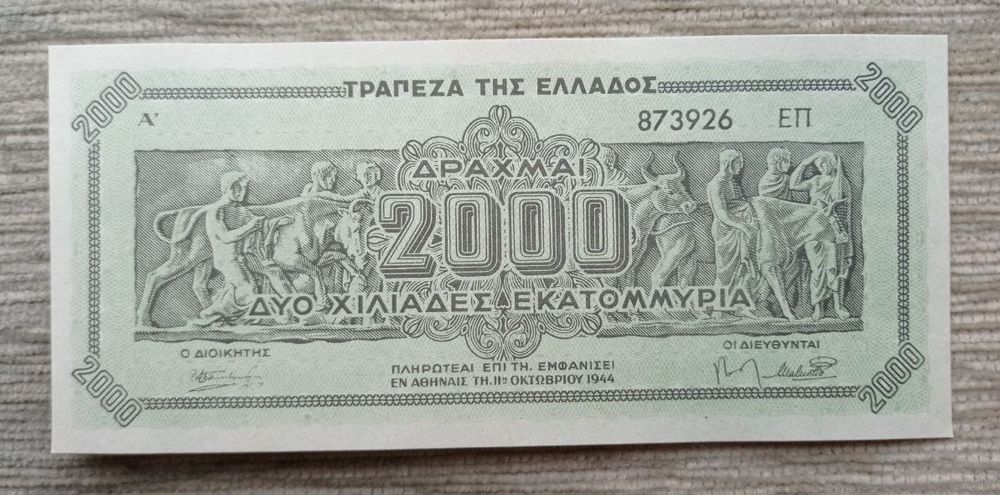 2000 ΤΡΑΠΕΖΑ ΤΗΣ ΕΛΛΑΔΟΣ 2000
Α' 873926 ΕΠ
ΔΡΑΧΜΑΙ
2000
ΔΥΟ ΧΙΛΙΑΔΕΣ ΕΚΑΤΟΜΜΥΡΙΑ
Ο ΔΙΟΙΚΗΤΗΣ ΟΙ ΔΙΕΥΘΥΝΤΑΙ
ΠΛΗΡΩΤΕΑΙ ΕΠΙ ΤΗ. ΕΜΦΑΝΙΣΕΙ
ΕΝ ΑΘΗΝΑΙΣ ΤΗ. 11ῃ ΟΚΤΩΒΡΙΟΥ 1944
2000 2000